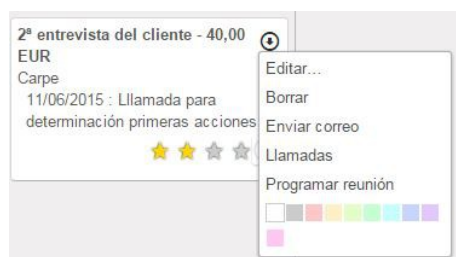 2ª entrevista del cliente - 40,00
EUR
Carpe
11/06/2015 : Lllamada para
determinación primeras acciones
Editar...
Borrar
Enviar correo
Llamadas
Programar reunión